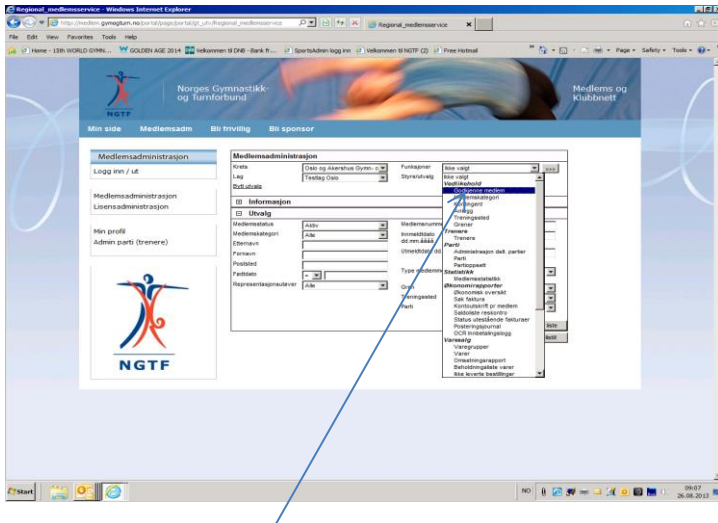 Regional_medlemsservice - Windows Internet Explorer
Regional_medlemsservice
File Edit View Favorites Tools Help
Home - 15th WORLD GYMN... GOLDEN AGE 2014 Velkommen til DNB - Bank fr ... SportsAdmin logg inn Velkommen til NGTF (2) Free Hotmail
Page Safety Tools
NGTF
Norges Gymnastikk-
og Turnforbund
Medlems og
Klubbnett
Min side Medlemsadm Bli frivillig Bli sponsor
Medlemsadministrasjon
Logg inn / ut
Medlemsadministrasjon
Lisensadministrasjon
Min profil
Admin parti (trenere)
NGTF
Medlemsadministrasjon
Krets Oslo og Akershus Gymn- o Funksjoner Ikke valgt >>>
Lag Testlag Oslo Styre/utvalg
Bytt utvalg
Informasjon
Utvalg
Medlemsstatus Aktiv
Medlemskategori Alle
Etternavn
Fornavn
Poststed
Fødtdato =
Representasjonsutøver Alle
Innmeldtdato
dd.mm.åååå
Gren
Treningssted
Parti
liste
Ikke valgt
Vedlikehold
Godkjenne medlem
Medlemskategori
Kontingent
Anlegg
Treningssted
Grener
Trenere
Trenere
Parti
Administrasjon delt. partier
Parti
Partioppsett
Statistikk
Medlemsstatistikk
Økonomirapporter
Økonomisk oversikt
Søk faktura
Kontoutskrift pr medlem
Saldoliste ressontro
Status utestående fakturaer
Posteringsjournal
OCR Innbetalingslogg
Varesalg
Varegrupper
Varer
Omsetningsrapport
Beholdningsliste varer
Ikke leverte bestillinger
Start
NO
09:07
26.08.2013